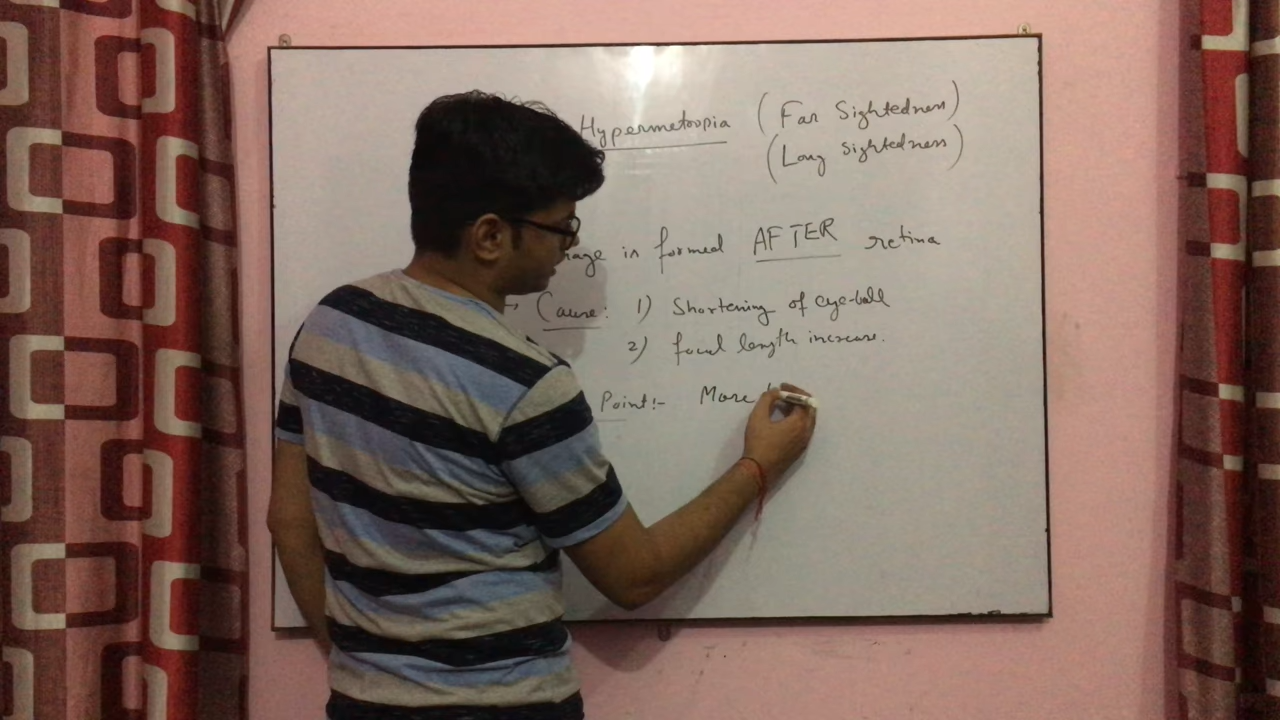 Hypermetropia (Far Sightedness)
(Long sightedness)
is formed AFTER retina
→ Cause: 1) Shortening of eye-ball
2) focal length increase.
Point:- More